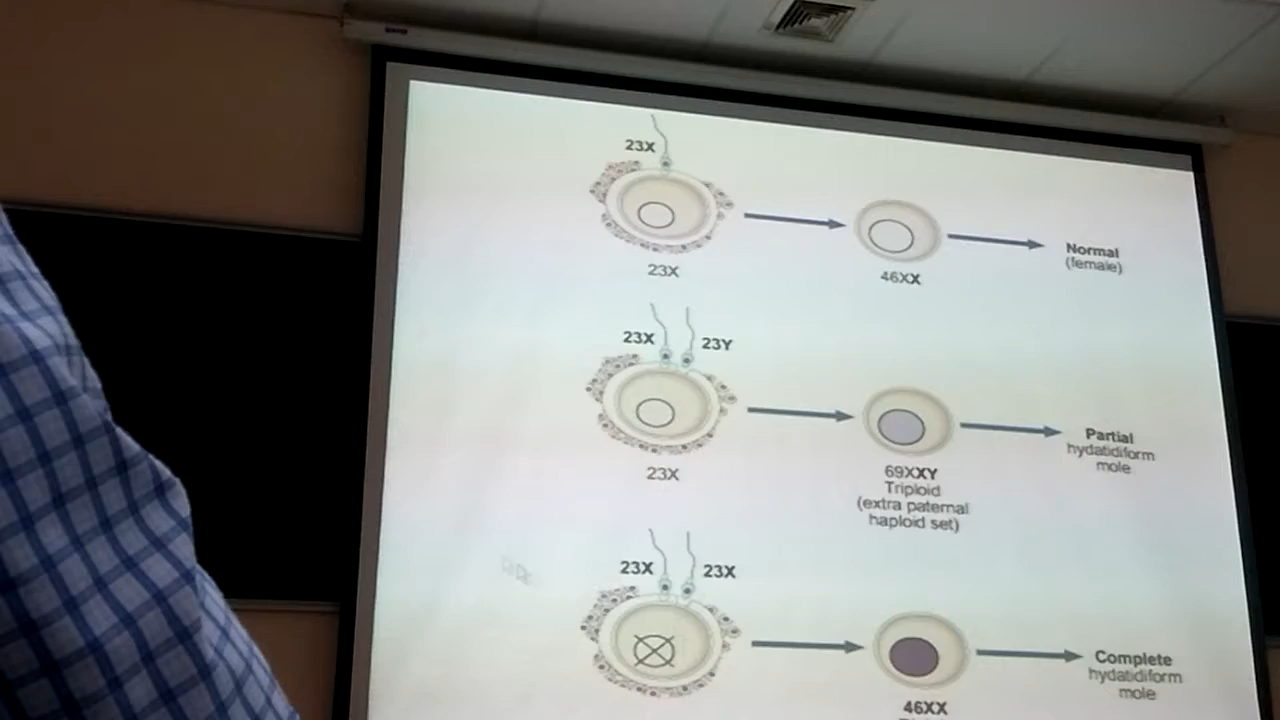 23X
23X
46XX
Normal
(female)
23X
23Y
23X
69XXY
Triploid
(extra paternal
haploid set)
Partial
hydatidiform
mole
23X
23X
46XX
Complete
hydatidiform
mole